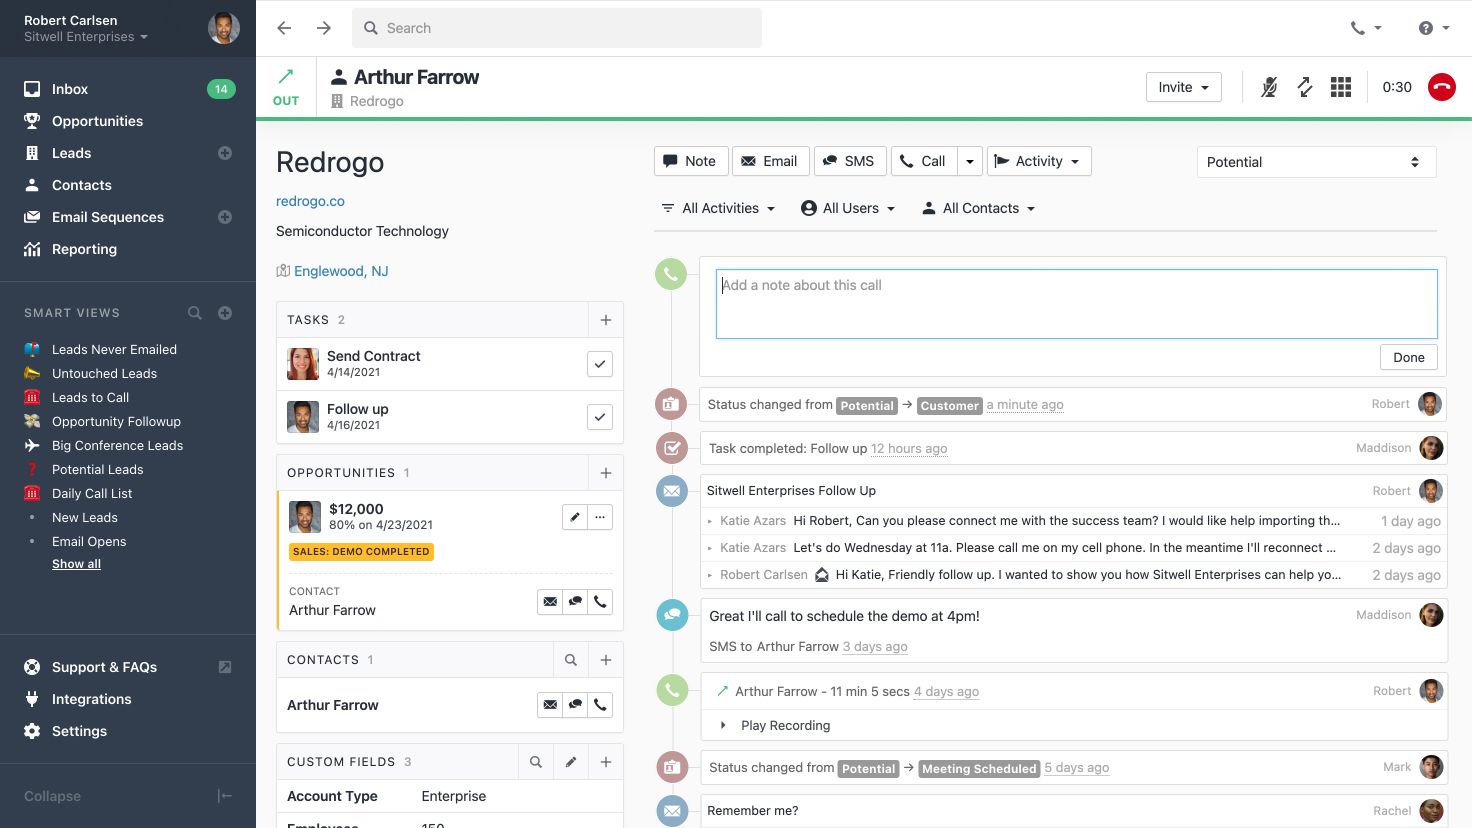 Robert Carlsen
Sitwell Enterprises
Inbox 14
Opportunities
Leads
Contacts
Email Sequences
Reporting
SMART VIEWS
Leads Never Emailed
Untouched Leads
Leads to Call
Opportunity Followup
Big Conference Leads
Potential Leads
Daily Call List
New Leads
Email Opens
Show all
Support & FAQs
Integrations
Settings
Collapse
Search
OUT
Arthur Farrow
Redrogo
Invite
0:30
Redrogo
redrogo.co
Semiconductor Technology
Englewood, NJ
TASKS 2
Send Contract
4/14/2021
Follow up
4/16/2021
OPPORTUNITIES 1
$12,000
80% on 4/23/2021
SALES: DEMO COMPLETED
CONTACT
Arthur Farrow
CONTACTS 1
Arthur Farrow
CUSTOM FIELDS 3
Account Type Enterprise
Employees 150
Note Email SMS Call Activity
Potential
All Activities All Users All Contacts
Add a note about this call
Done
Status changed from Potential → Customer a minute ago Robert
Task completed: Follow up 12 hours ago Maddison
Sitwell Enterprises Follow Up Robert
Katie Azars Hi Robert, Can you please connect me with the success team? I would like help importing th... 1 day ago
Katie Azars Let's do Wednesday at 11a. Please call me on my cell phone. In the meantime I'll reconnect ... 2 days ago
Robert Carlsen Hi Katie, Friendly follow up. I wanted to show you how Sitwell Enterprises can help yo... 2 days ago
Great I'll call to schedule the demo at 4pm! Maddison
SMS to Arthur Farrow 3 days ago
Arthur Farrow - 11 min 5 secs 4 days ago Robert
Play Recording
Status changed from Potential → Meeting Scheduled 5 days ago Mark
Remember me? Rachel